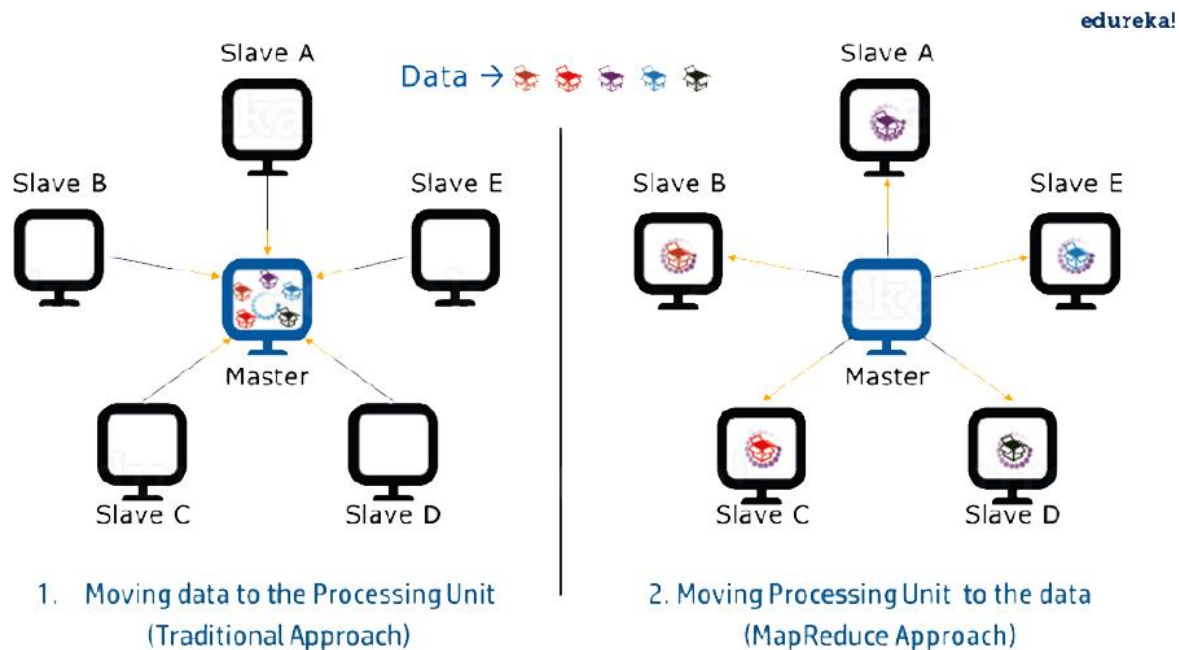 edureka!
Data →
Slave A
Slave B
Slave E
Master
Slave C
Slave D
1. Moving data to the Processing Unit
(Traditional Approach)
Slave A
Slave B
Slave E
Master
Slave C
Slave D
2. Moving Processing Unit to the data
(MapReduce Approach)